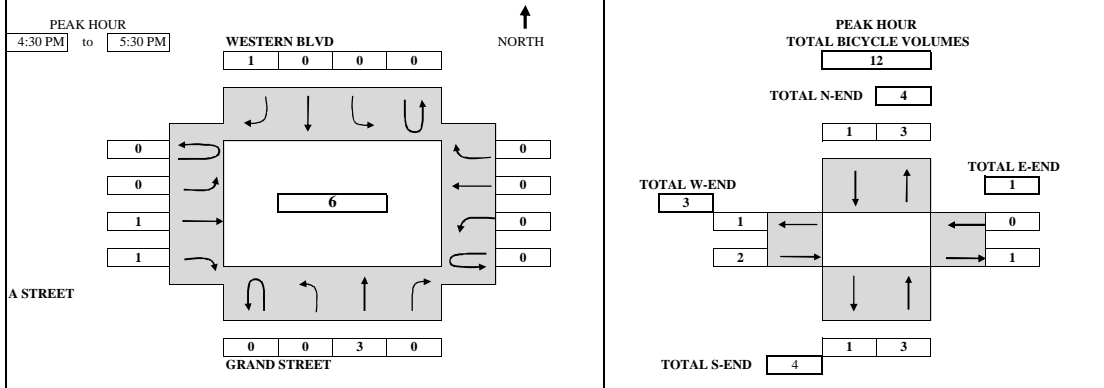 PEAK HOUR
4:30 PM to 5:30 PM
WESTERN BLVD
1 0 0 0
NORTH
0
0
1
1
6
0
0
0
0
A STREET
0 0 3 0
GRAND STREET
PEAK HOUR
TOTAL BICYCLE VOLUMES
12
TOTAL N-END 4
1 3
TOTAL W-END
3
TOTAL E-END
1
1
2
0
1
1 3
TOTAL S-END 4